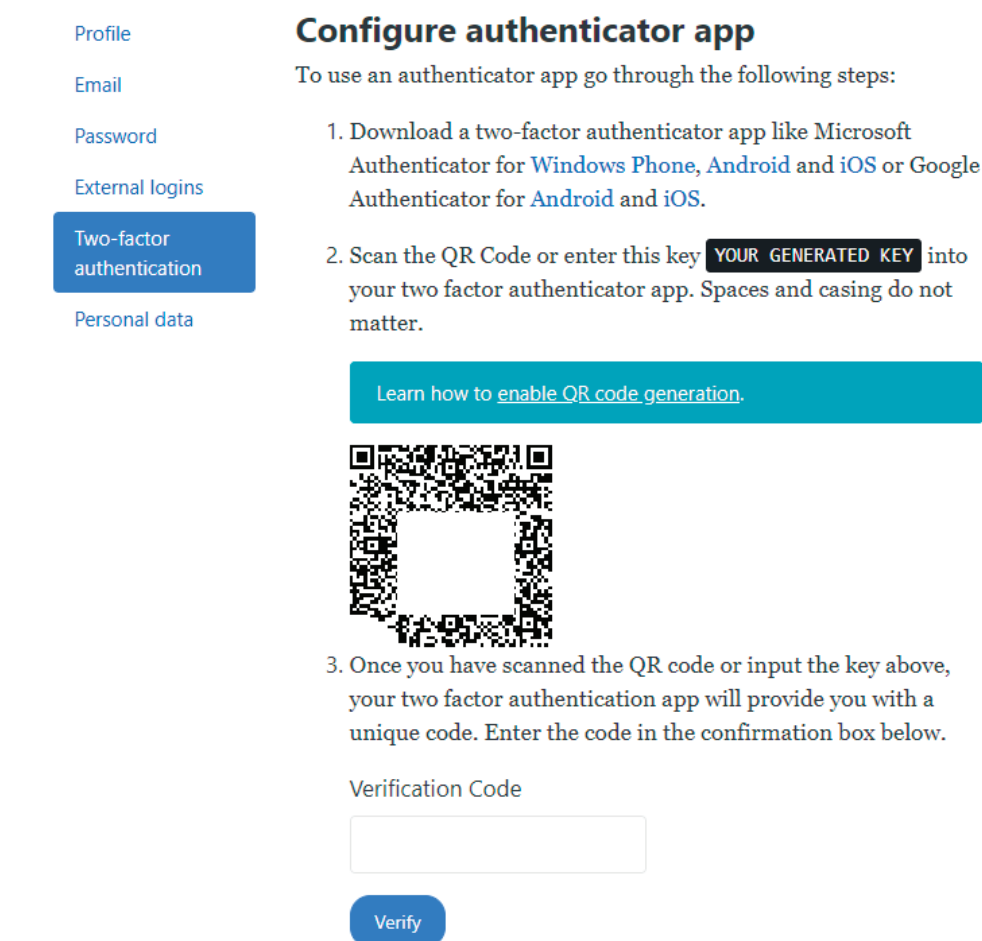 Profile
Email
Password
External logins
Two-factor
authentication
Personal data
Configure authenticator app
To use an authenticator app go through the following steps:
1. Download a two-factor authenticator app like Microsoft
Authenticator for Windows Phone, Android and iOS or Google
Authenticator for Android and iOS.
2. Scan the QR Code or enter this key YOUR GENERATED KEY into
your two factor authenticator app. Spaces and casing do not
matter.
Learn how to enable QR code generation.
3. Once you have scanned the QR code or input the key above,
your two factor authentication app will provide you with a
unique code. Enter the code in the confirmation box below.
Verification Code
Verify